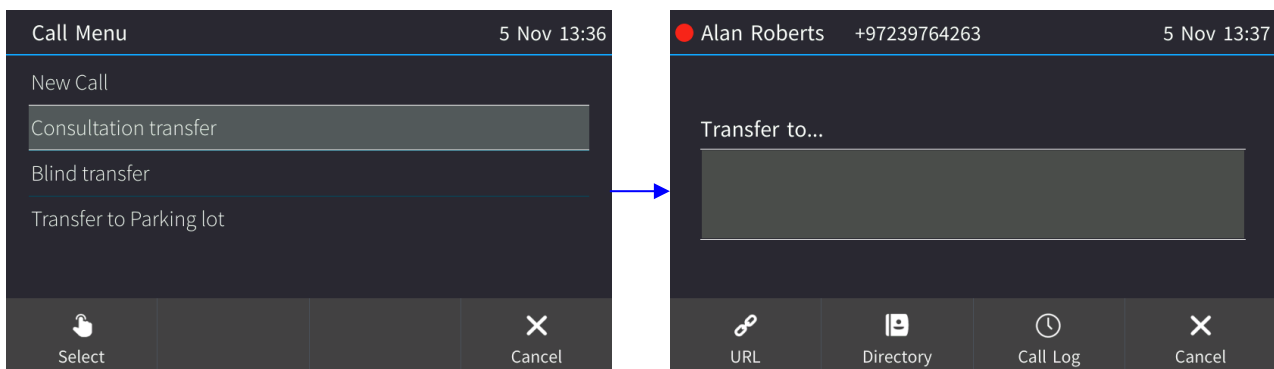 Call Menu 5 Nov 13:36
New Call
Consultation transfer
Blind transfer
Transfer to Parking lot
Select Cancel
Alan Roberts +97239764263 5 Nov 13:37
Transfer to...
URL Directory Call Log Cancel